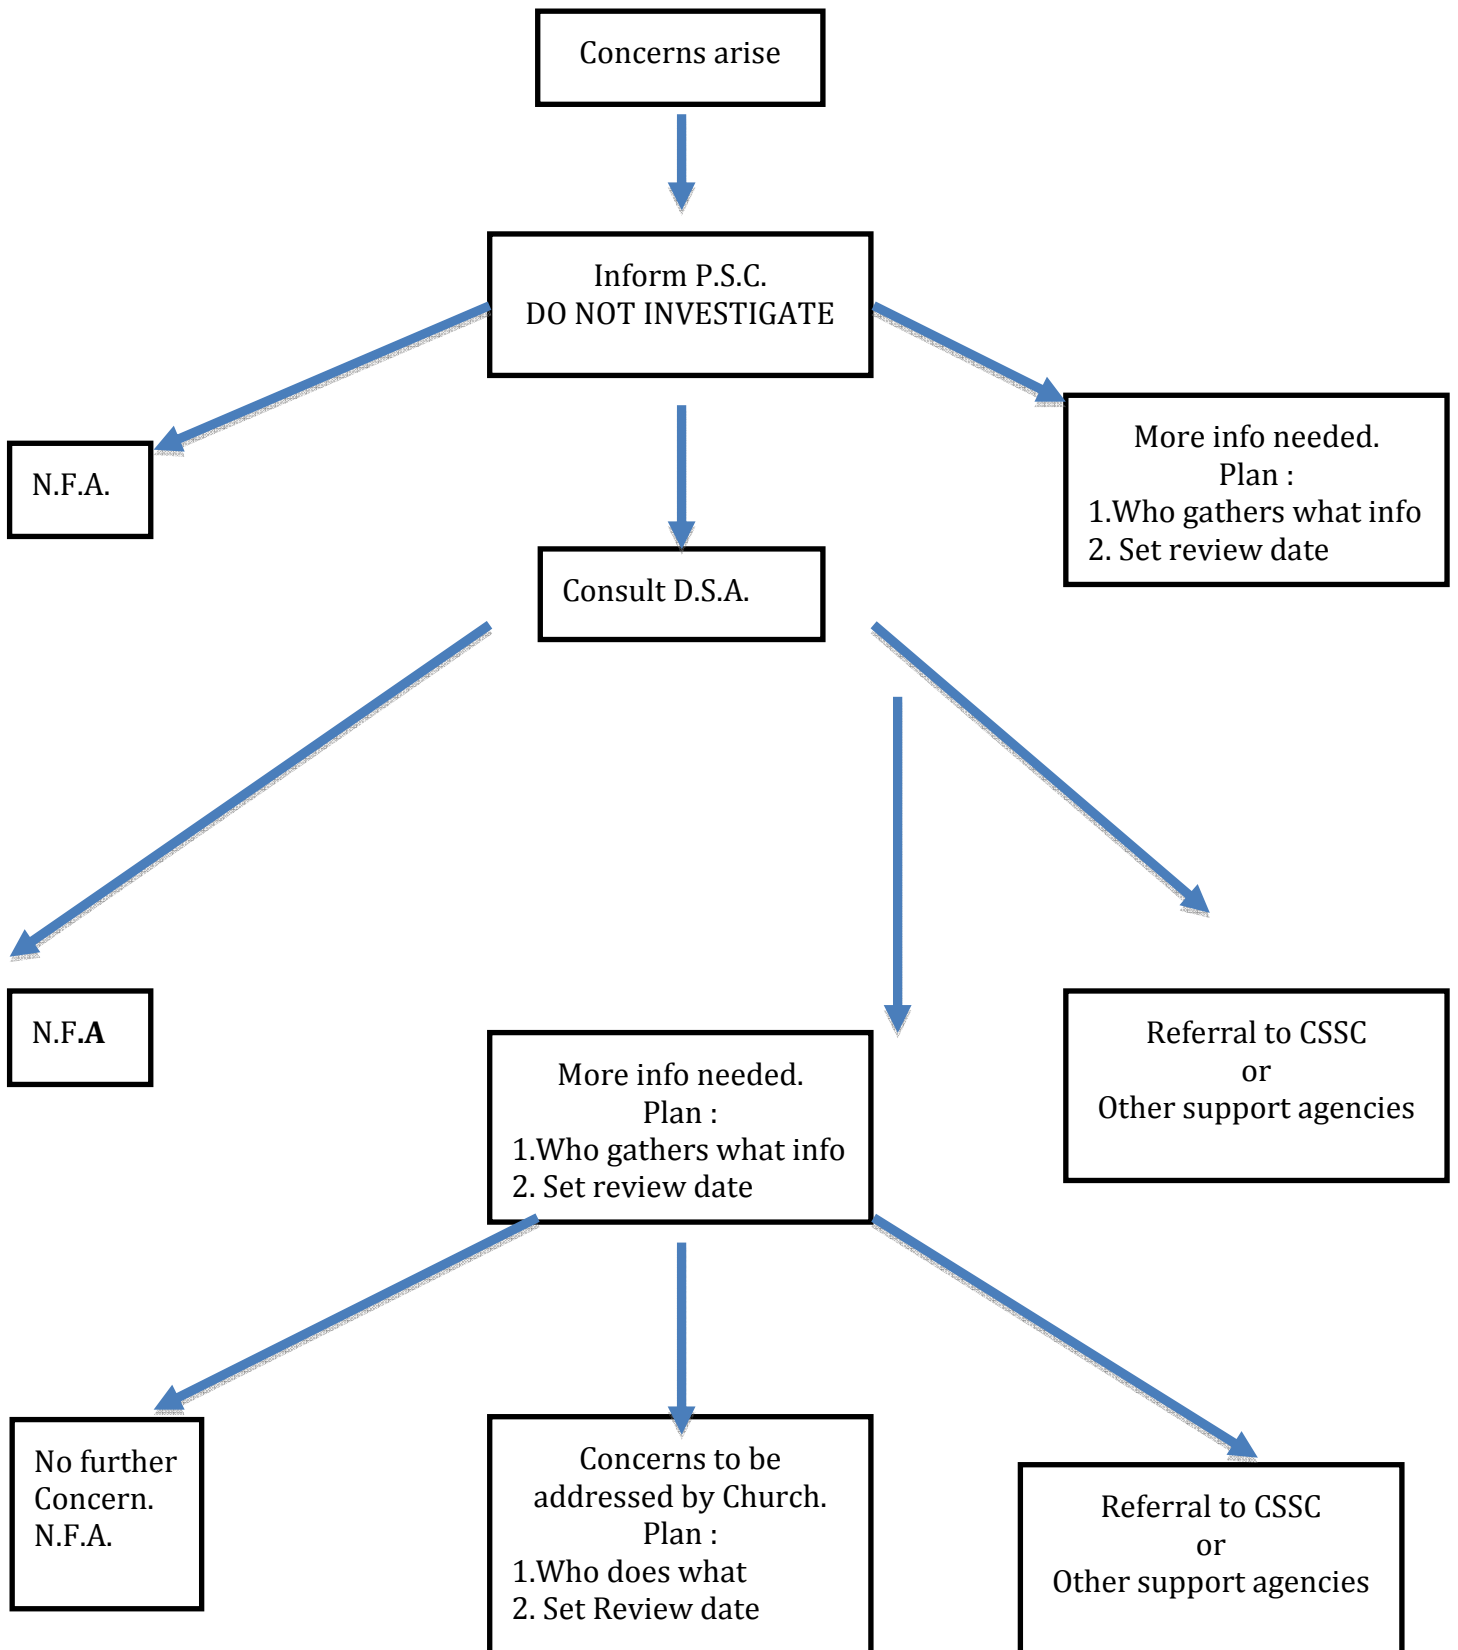 Concerns arise
Inform P.S.C.
DO NOT INVESTIGATE
N.F.A.
More info needed.
Plan :
1.Who gathers what info
2. Set review date
Consult D.S.A.
N.F.A
More info needed.
Plan :
1.Who gathers what info
2. Set review date
Referral to CSSC
or
Other support agencies
No further
Concern.
N.F.A.
Concerns to be
addressed by Church.
Plan :
1.Who does what
2. Set Review date
Referral to CSSC
or
Other support agencies